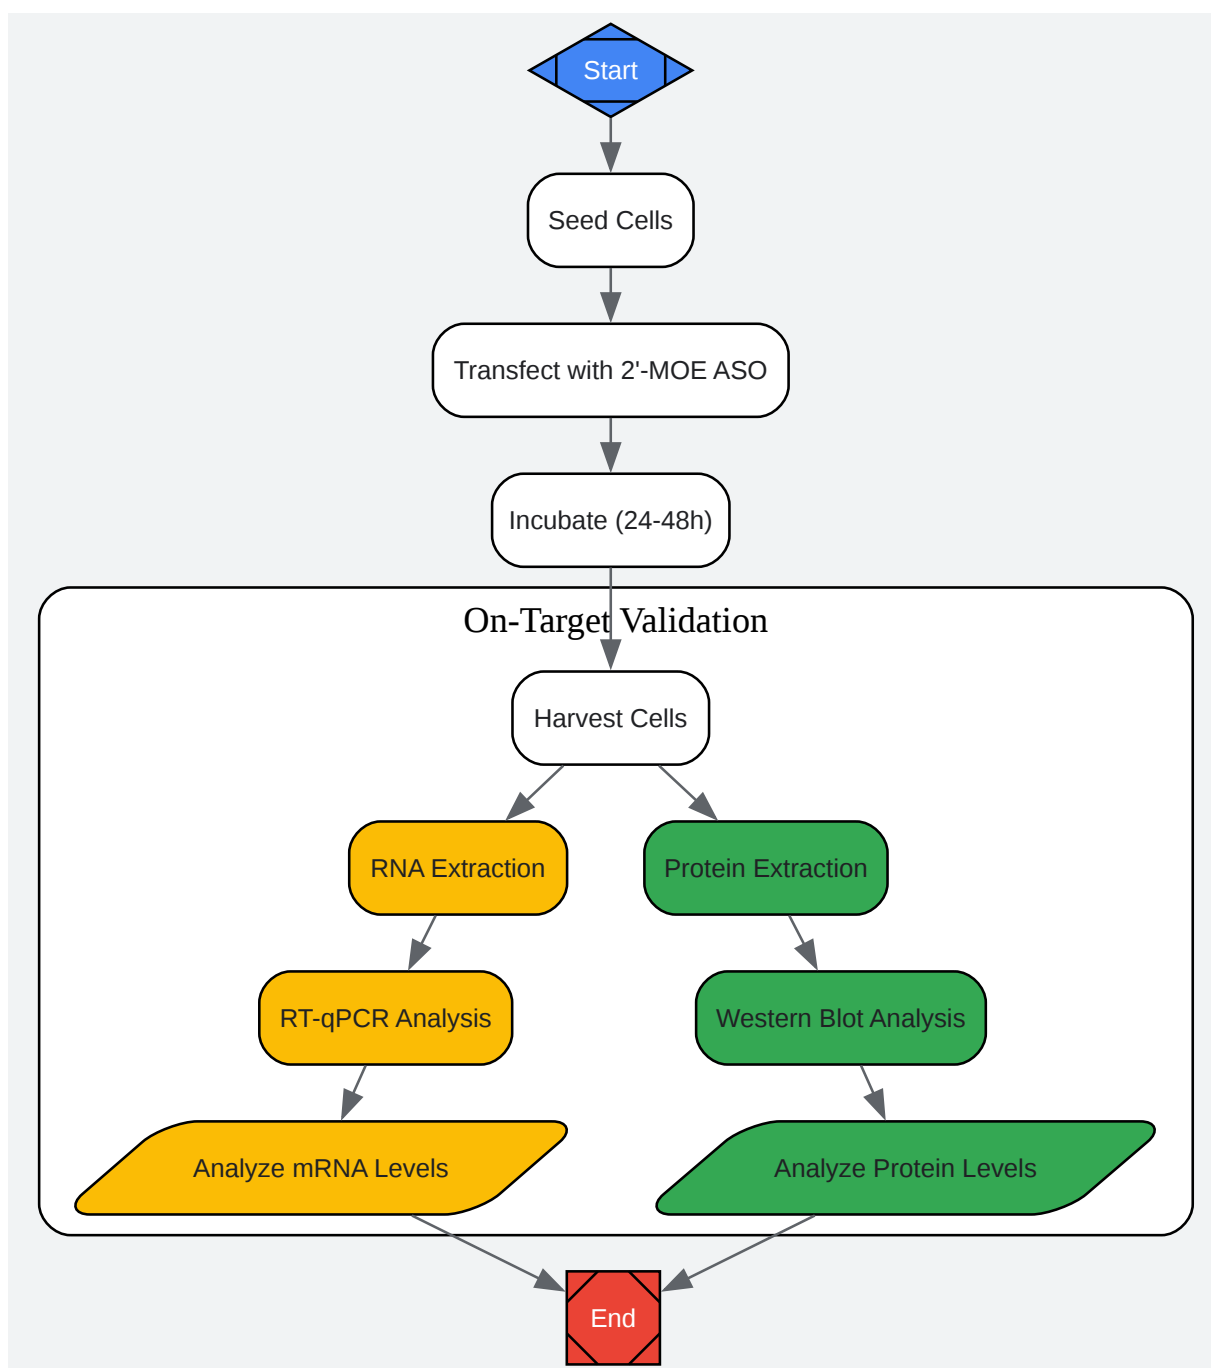 Start
Seed Cells
Transfect with 2'-MOE ASO
Incubate (24-48h)
On-Target Validation
Harvest Cells
RNA Extraction
Protein Extraction
RT-qPCR Analysis
Western Blot Analysis
Analyze mRNA Levels
Analyze Protein Levels
End